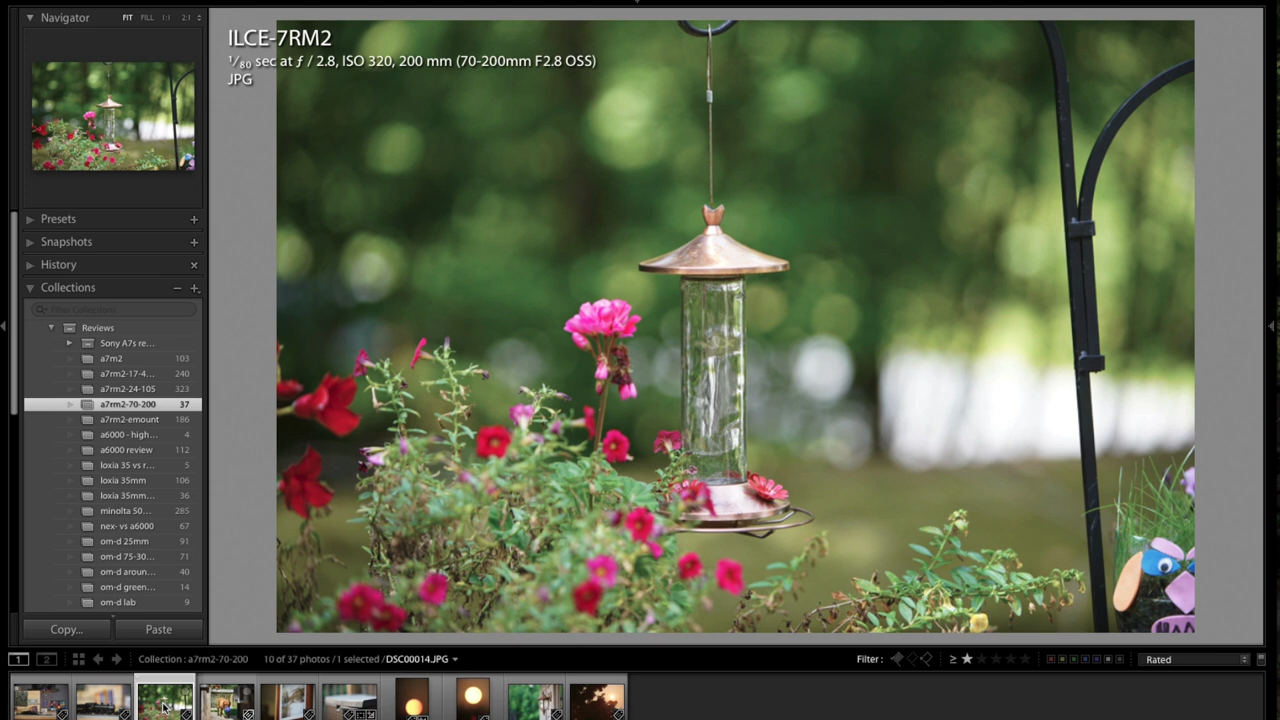 Navigator FIT FILL 1:1 2:1
ILCE-7RM2
1/80 sec at ƒ / 2.8, ISO 320, 200 mm (70-200mm F2.8 OSS)
JPG
Presets
Snapshots
History
Collections
Filter Collections
Reviews
Sony A7s re...
a7m2 103
a7rm2-17-4... 240
a7rm2-24-105 323
a7rm2-70-200 37
a7rm2-emount 186
a6000 - high... 4
a6000 review 112
loxia 35 vs r... 5
loxia 35mm 106
loxia 35mm... 36
minolta 50... 285
nex- vs a6000 67
om-d 25mm 91
om-d 75-30... 71
om-d aroun... 40
om-d green... 14
om-d lab 9
Copy... Paste
1 2 Collection : a7rm2-70-200 10 of 37 photos / 1 selected / DSC00014.JPG Filter : ≥ Rated